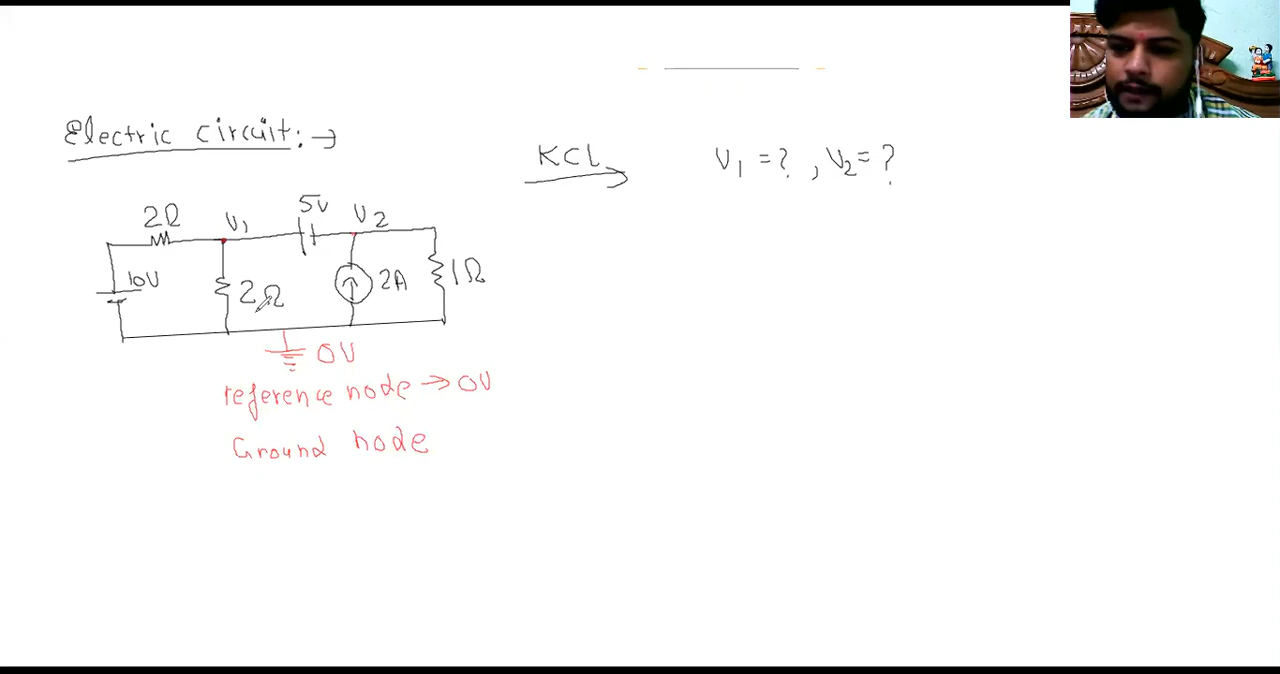 Electric circuit:→
KCL
V1 = ? , V2 = ?
2Ω
V1
5V
V2
10V
2Ω
2A
1Ω
0V
reference node → 0V
Ground node